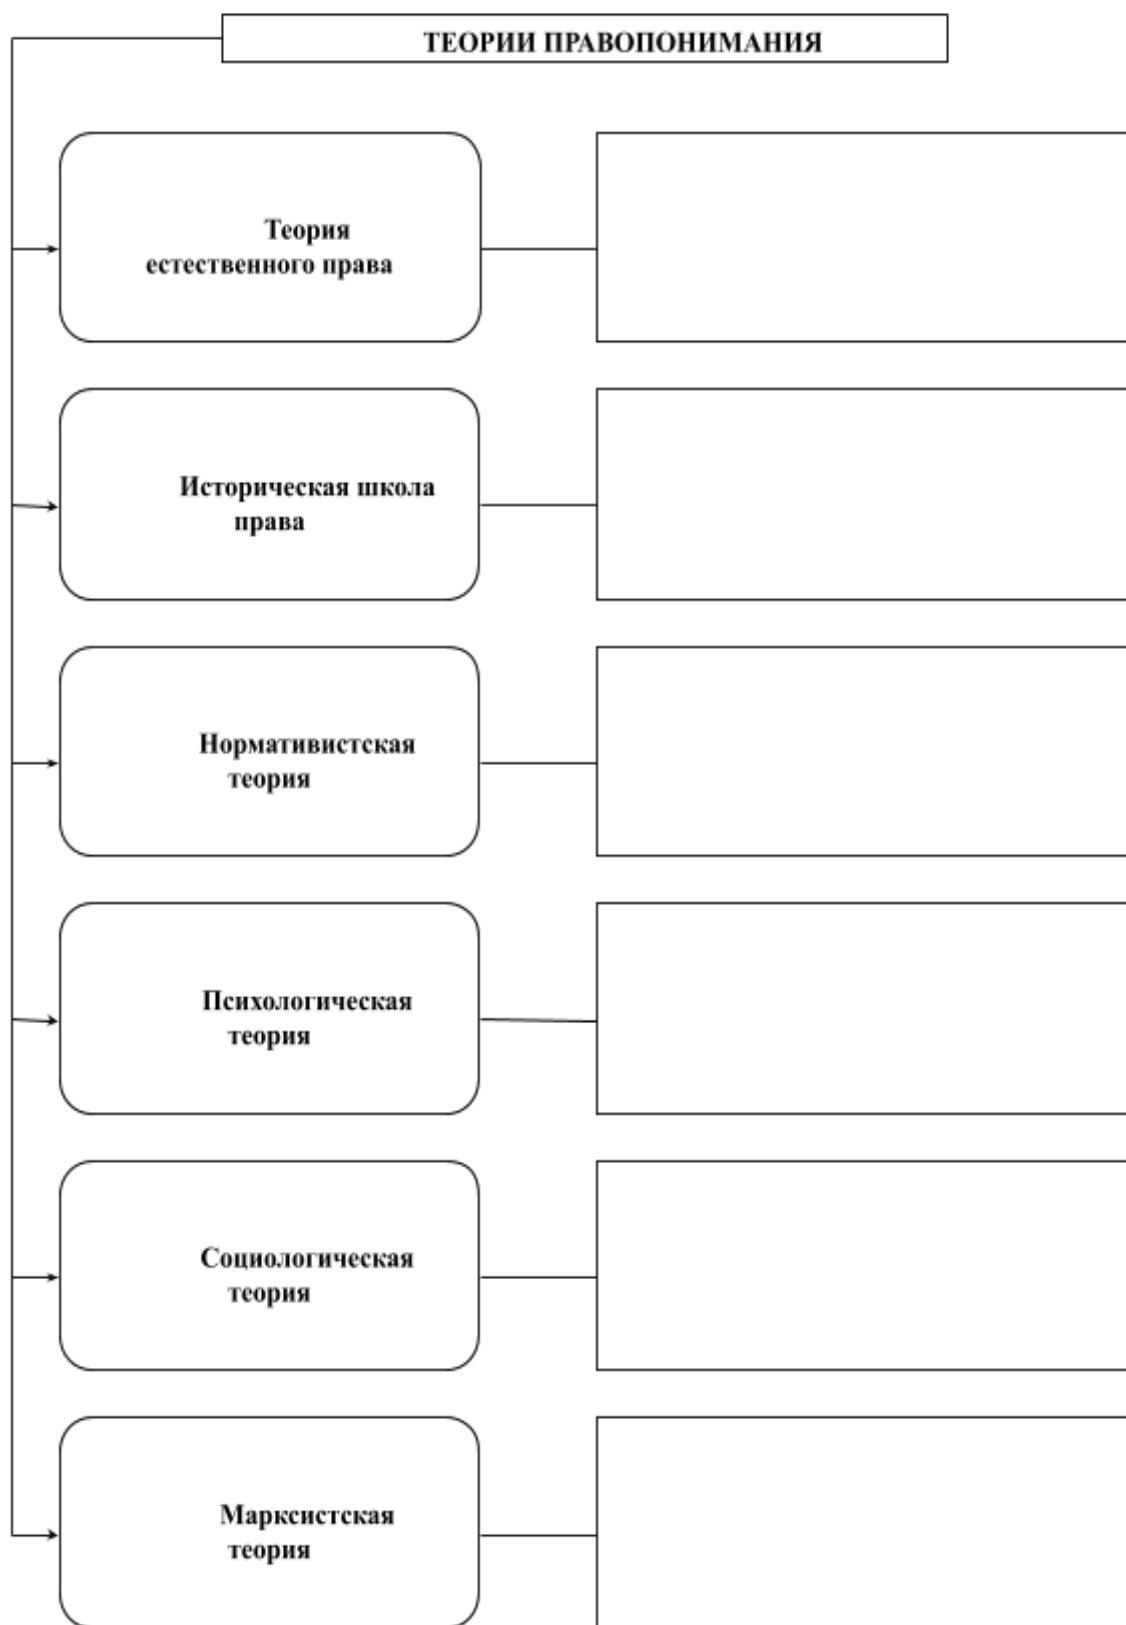 ТЕОРИИ ПРАВОПОНИМАНИЯ
Теория
естественного права
Историческая школа
права
Нормативистская
теория
Психологическая
теория
Социологическая
теория
Марксистская
теория